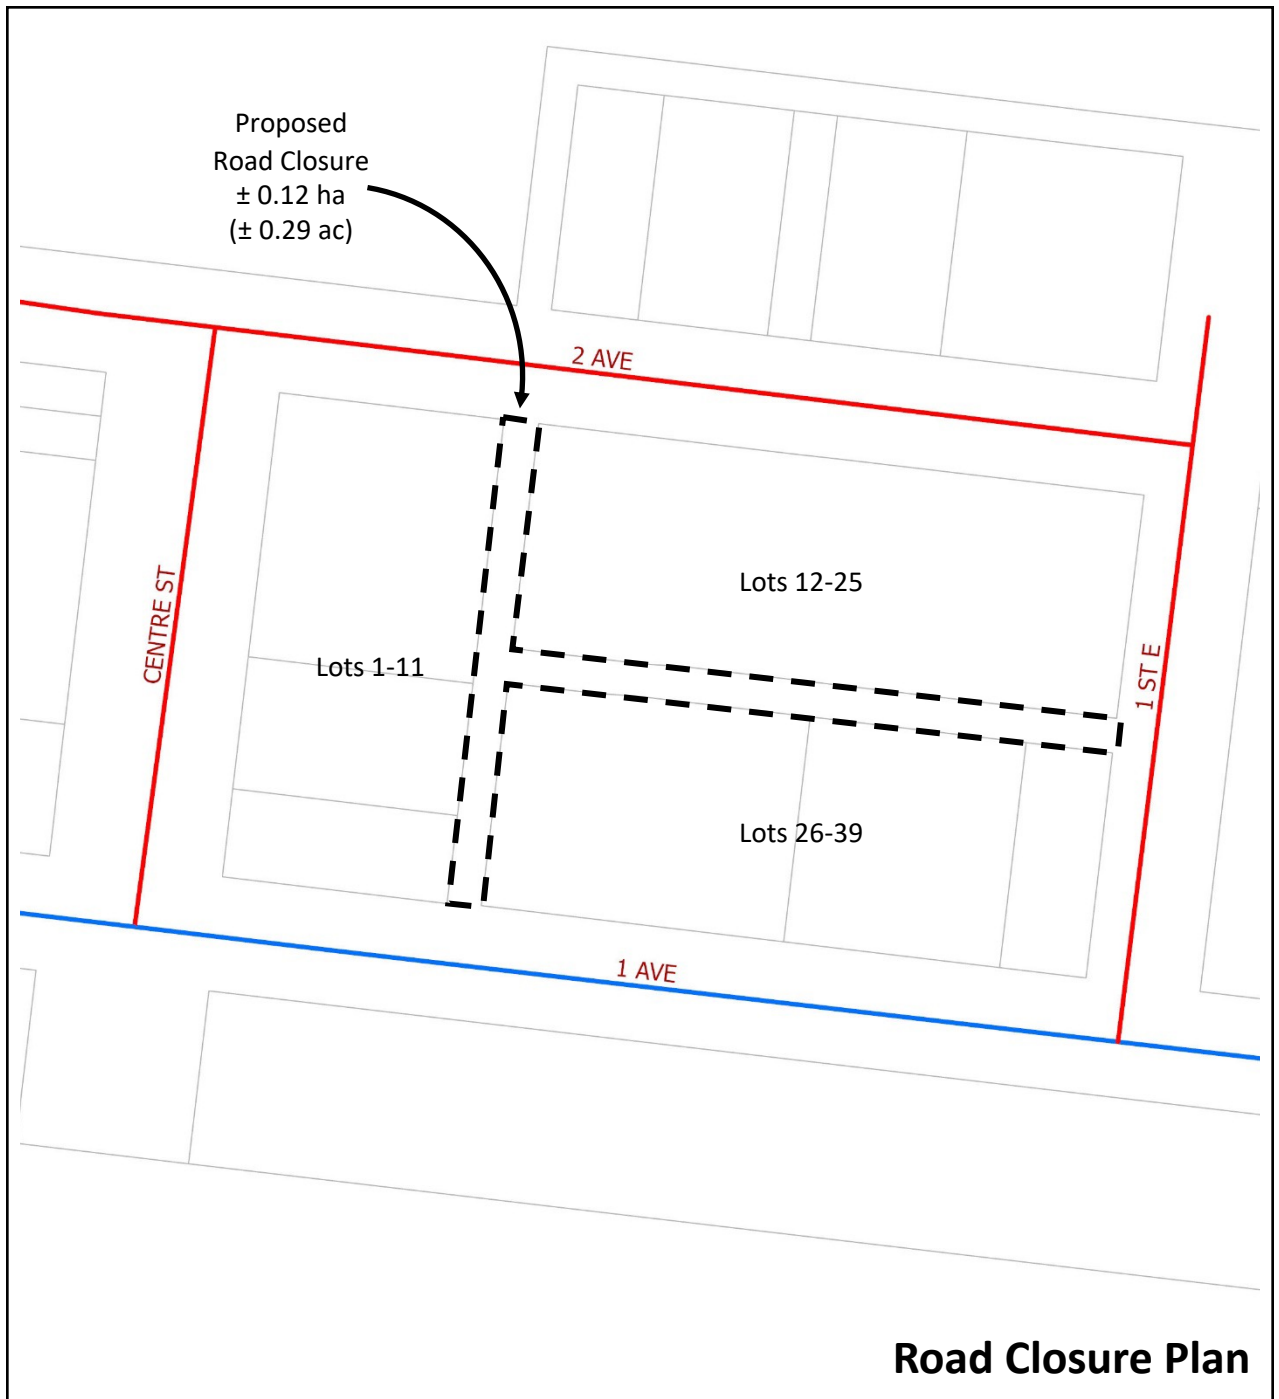 Proposed
Road Closure
± 0.12 ha
(± 0.29 ac)
2 AVE
Lots 12-25
CENTRE ST
Lots 1-11
1 ST E
Lots 26-39
1 AVE
Road Closure Plan